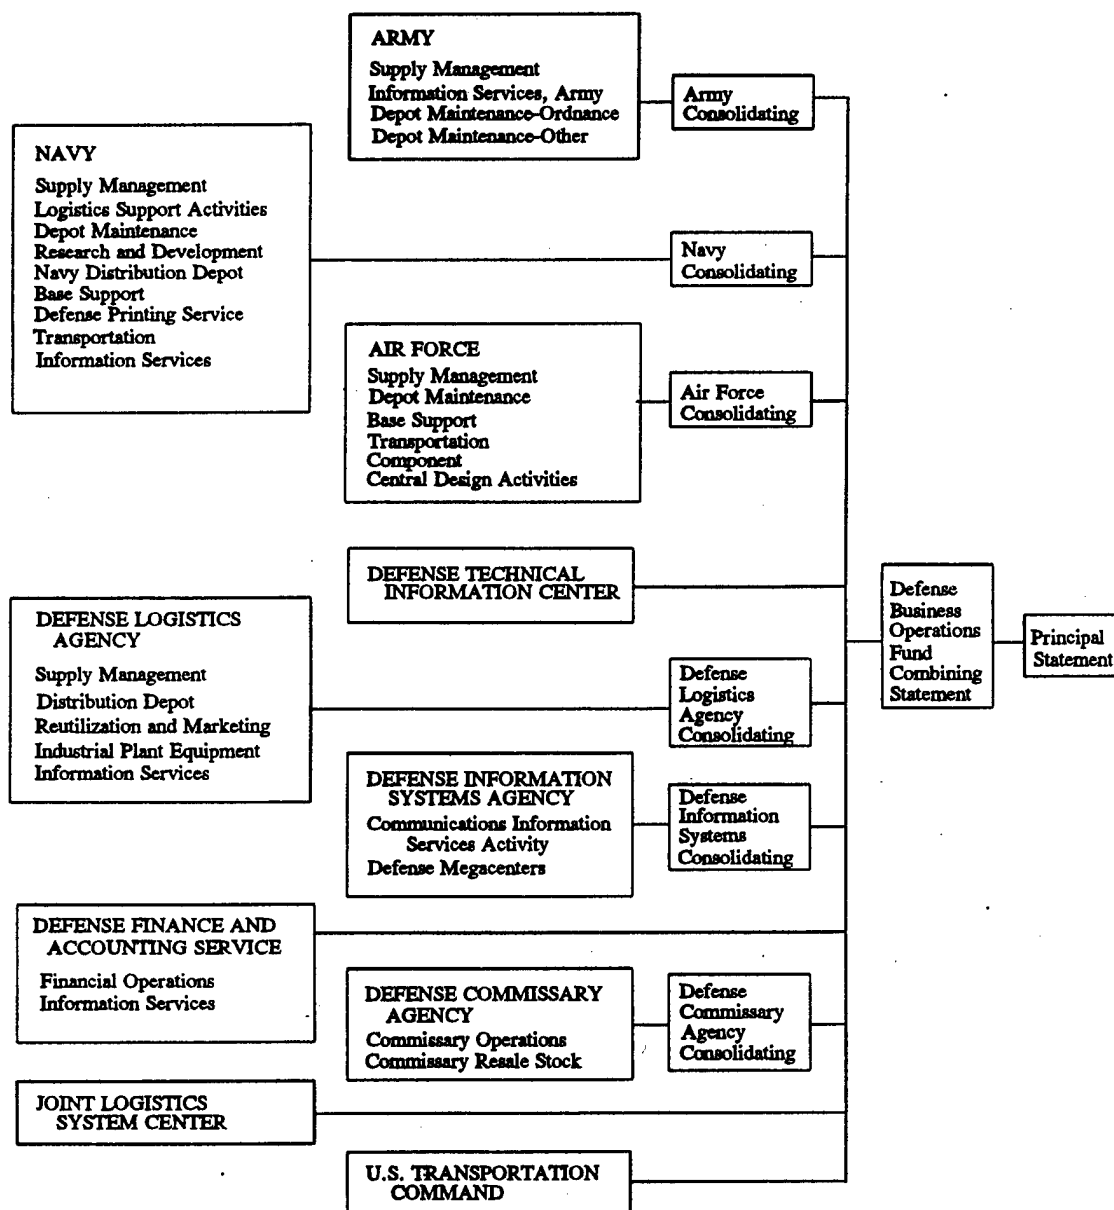 ARMY
Supply Management
Information Services, Army
Depot Maintenance-Ordnance
Depot Maintenance-Other
Army
Consolidating
NAVY
Supply Management
Logistics Support Activities
Depot Maintenance
Research and Development
Navy Distribution Depot
Base Support
Defense Printing Service
Transportation
Information Services
Navy
Consolidating
AIR FORCE
Supply Management
Depot Maintenance
Base Support
Transportation
Component
Central Design Activities
Air Force
Consolidating
DEFENSE TECHNICAL
INFORMATION CENTER
DEFENSE LOGISTICS
AGENCY
Supply Management
Distribution Depot
Reutilization and Marketing
Industrial Plant Equipment
Information Services
Defense
Logistics
Agency
Consolidating
DEFENSE INFORMATION
SYSTEMS AGENCY
Communications Information
Services Activity
Defense Megacenters
Defense
Information
Systems
Consolidating
DEFENSE FINANCE AND
ACCOUNTING SERVICE
Financial Operations
Information Services
DEFENSE COMMISSARY
AGENCY
Commissary Operations
Commissary Resale Stock
Defense
Commissary
Agency
Consolidating
JOINT LOGISTICS
SYSTEM CENTER
U.S. TRANSPORTATION
COMMAND
Defense
Business
Operations
Fund
Combining
Statement
Principal
Statement